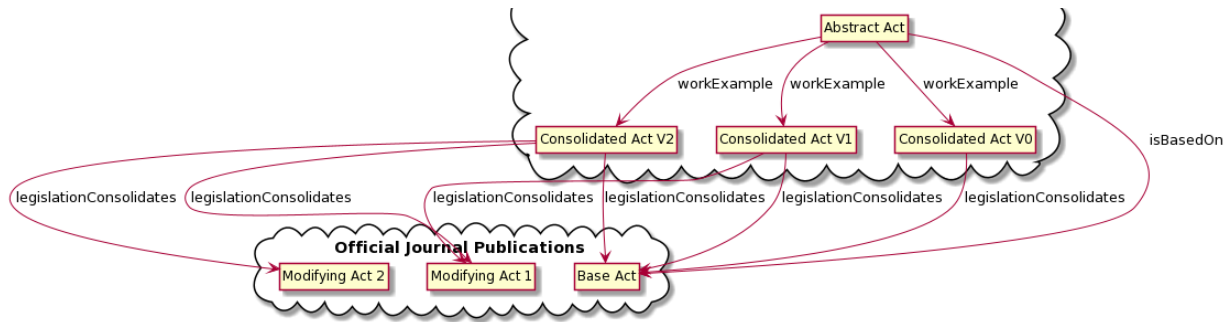 Abstract Act
workExample
workExample
workExample
Consolidated Act V2
Consolidated Act V1
Consolidated Act V0
isBasedOn
legislationConsolidates
legislationConsolidates
legislationConsolidates
legislationConsolidates
legislationConsolidates
legislationConsolidates
Official Journal Publications
Modifying Act 2
Modifying Act 1
Base Act